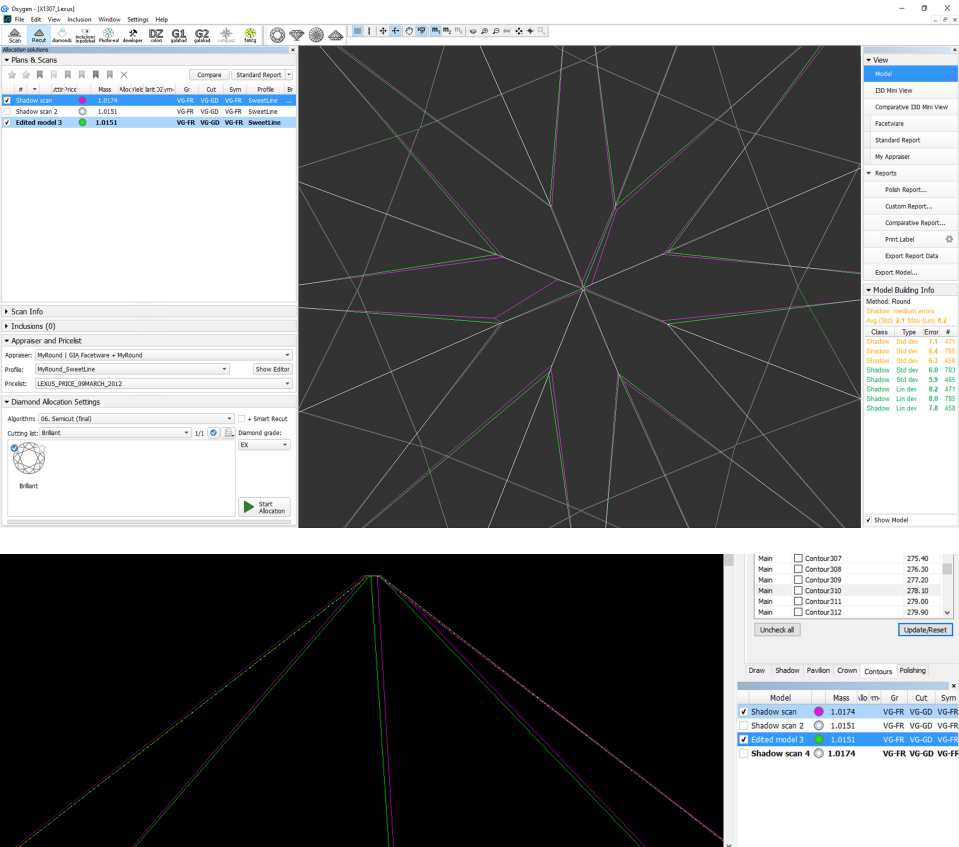 Oxygen - [X1307_Lexus]
File Edit View Inclusion Window Settings Help
Scan Recut diamonds Inclusions in polished Photoreal developer colors galahad galahad compass fancy
Allocation solutions
Plans & Scans
Compare Standard Report
# Mass Gr Cut Sym Profile Br
Shadow scan 1.0174 VG-FR VG-GD VG-FR SweetLine ...
Shadow scan 2 1.0151 VG-FR VG-GD VG-FR SweetLine
Edited model 3 1.0151 VG-FR VG-GD VG-FR SweetLine
Scan Info
Inclusions (0)
Appraiser and Pricelist
Appraiser: MyRound | GIA Facetware + MyRound
Profile: MyRound_SweetLine Show Editor
Pricelist: LEXUS_PRICE_09MARCH_2012
Diamond Allocation Settings
Algorithm: 06. Semicut (final) + Smart Recut
Cutting list: Brilliant 1/1 Diamond grade:
EX
Brilliant
Start
Allocation
View
Model
I3D Mini View
Comparative I3D Mini View
Facetware
Standard Report
My Appraiser
Reports
Polish Report...
Custom Report...
Comparative Report...
Print Label
Export Report Data
Export Model...
Model Building Info
Method: Round
Shadow: medium errors
Avg (Std) 2.1 Max (Lin) 8.2
Class Type Error #
Shadow Std dev 7.1 471
Shadow Std dev 6.4 785
Shadow Std dev 6.3 458
Shadow Std dev 6.0 783
Shadow Std dev 5.9 465
Shadow Lin dev 8.2 471
Shadow Lin dev 8.0 785
Shadow Lin dev 7.8 458
Show Model
Main Contour307 275.40
Main Contour308 276.30
Main Contour309 277.20
Main Contour310 278.10
Main Contour311 279.00
Main Contour312 279.90
Uncheck all Update/Reset
Draw Shadow Pavilion Crown Contours Polishing
Model Mass Gr Cut Sym
Shadow scan 1.0174 VG-FR VG-GD VG-FR
Shadow scan 2 1.0151 VG-FR VG-GD VG-FR
Edited model 3 1.0151 VG-FR VG-GD VG-FR
Shadow scan 4 1.0174 VG-FR VG-GD VG-FF